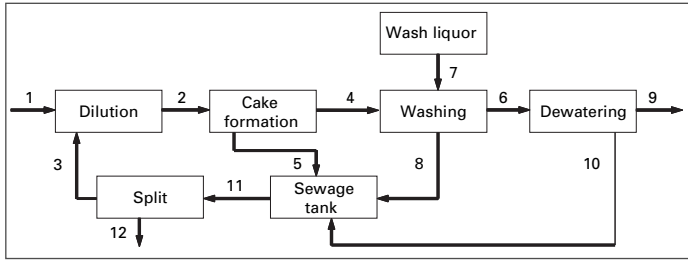 Wash liquor
7
1
Dilution
2
Cake
formation
4
Washing
6
Dewatering
9
3
5
8
10
Split
11
Sewage
tank
12